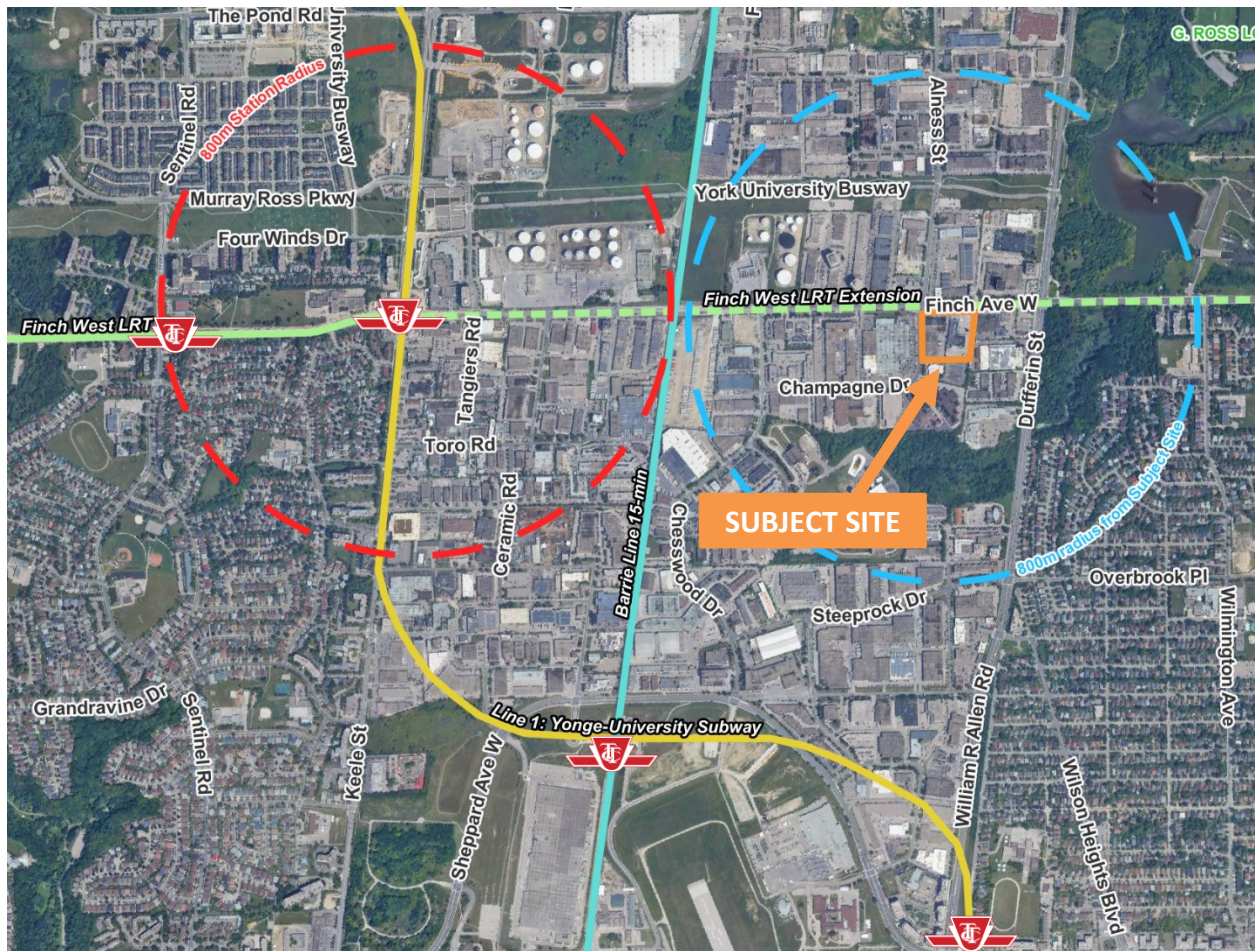 The Pond Rd
University Busway
G. ROSS LO
800m Station Radius
Sentinel Rd
Alness St
Murray Ross Pkwy
York University Busway
Four Winds Dr
Finch West LRT
TTC
TTC
Finch West LRT Extension
Finch Ave W
Tangiers Rd
Champagne Dr
Dufferin St
Toro Rd
Ceramic Rd
Barrie Line 15-min
Chesswood Dr
SUBJECT SITE
800m radius from Subject Site
Overbrook Pl
Steeprock Dr
Wilmington Ave
Grandravine Dr
Sentinel Rd
Keele St
Line 1: Yonge-University Subway
TTC
Sheppard Ave W
William R Allen Rd
Wilson Heights Blvd
TTC